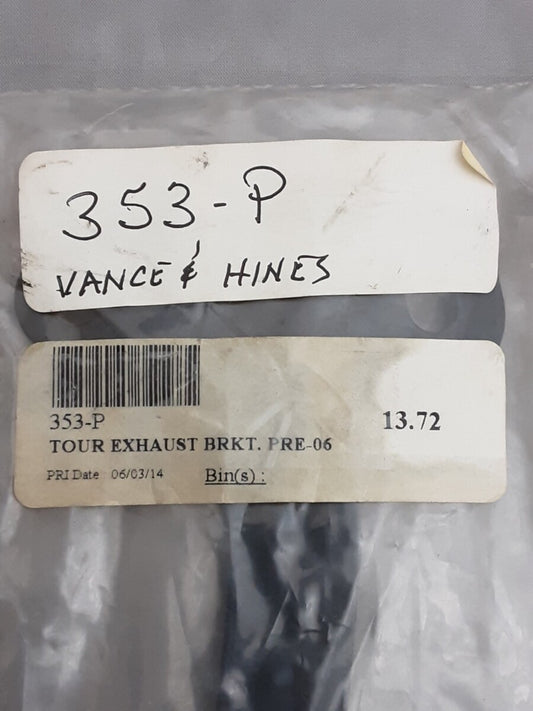 353-P
VANCE & HINES
353-P 13.72
TOUR EXHAUST BRKT. PRE-06
PRI Date: 06/03/14 Bin(s) :